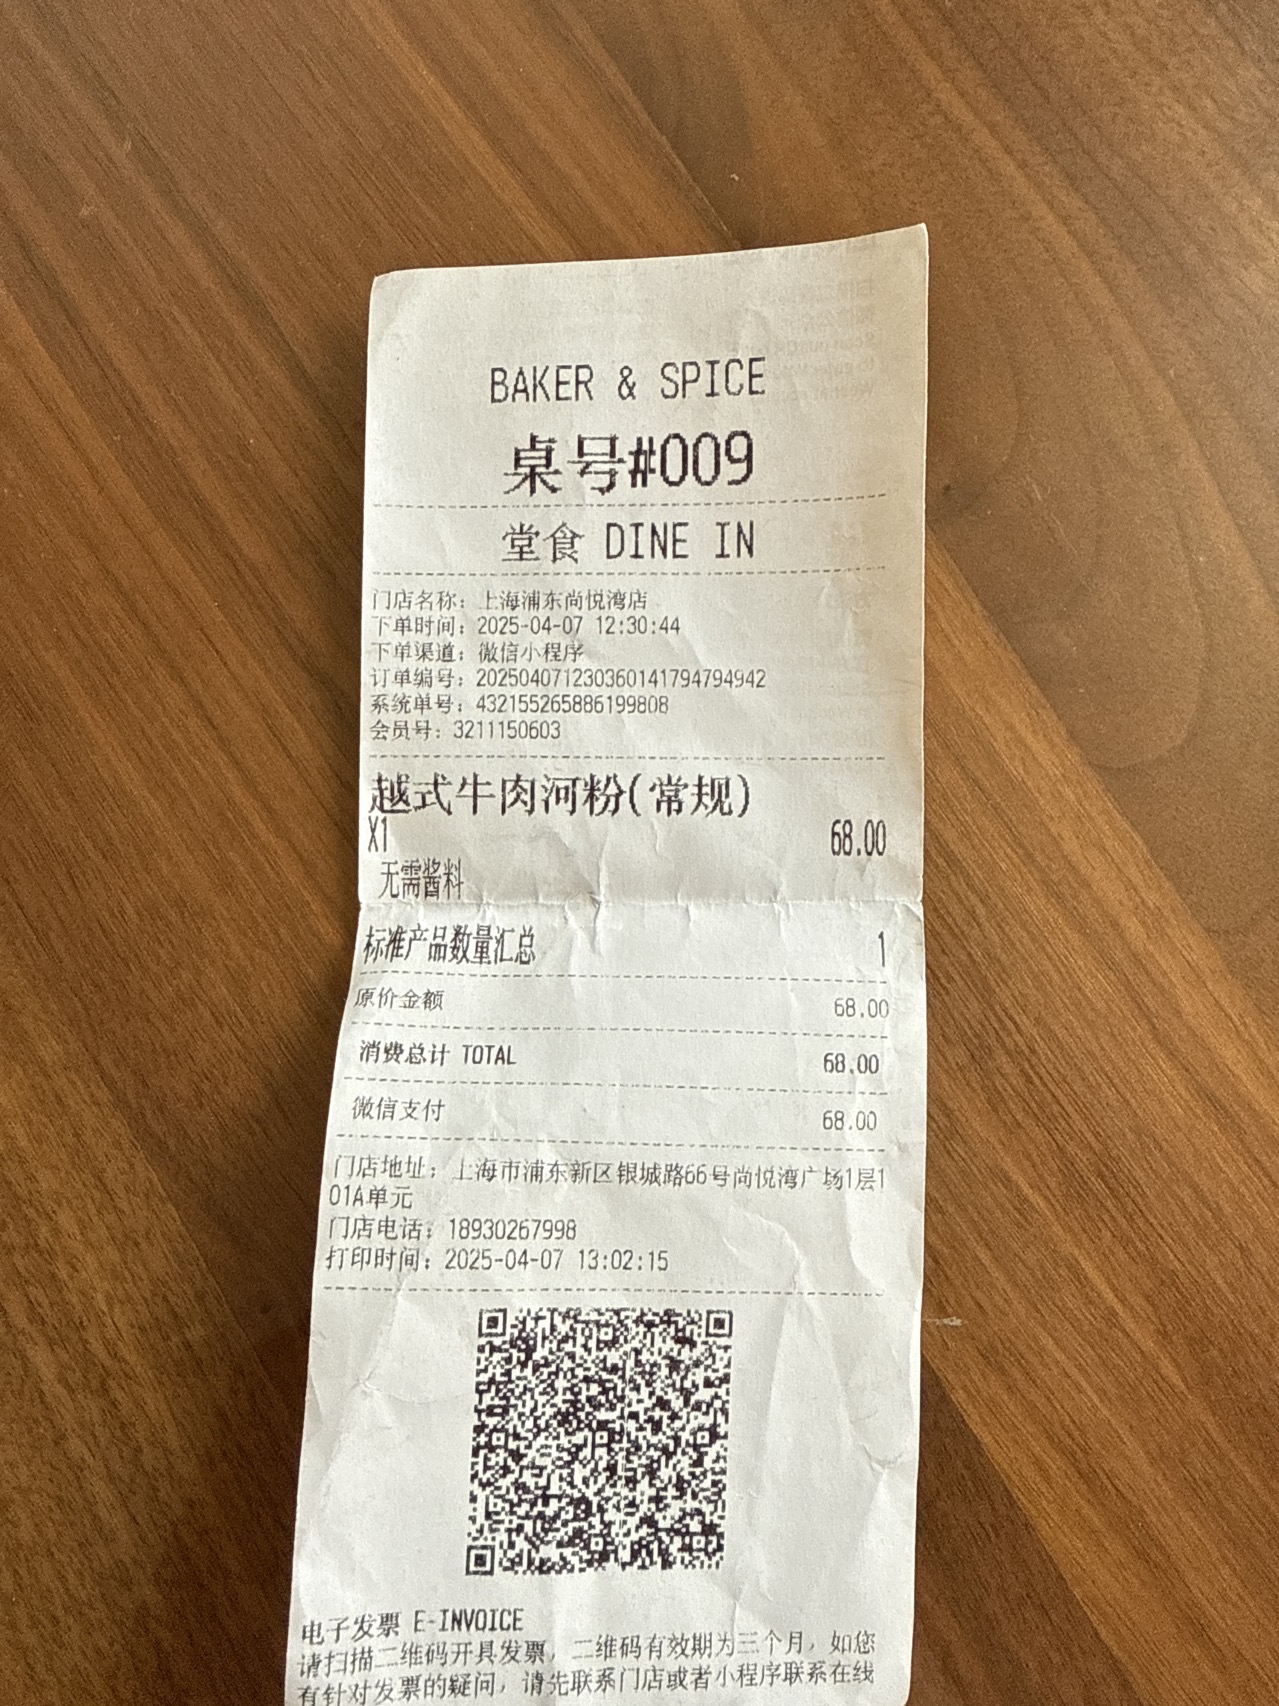 BAKER & SPICE
桌号#009
堂食 DINE IN
门店名称：上海浦东尚悦湾店
下单时间：2025-04-07 12:30:44
下单渠道：微信小程序
订单编号：202504071230360141794794942
系统单号：432155265886199808
会员号：3211150603
越式牛肉河粉(常规)
X1 68.00
无需酱料
标准产品数量汇总 1
原价金额 68.00
消费总计 TOTAL 68.00
微信支付 68.00
门店地址：上海市浦东新区银城路66号尚悦湾广场1层1
01A单元
门店电话：18930267998
打印时间：2025-04-07 13:02:15
电子发票 E-INVOICE
请扫描二维码开具发票，二维码有效期为三个月，如您
有针对发票的疑问，请先联系门店或者小程序联系在线